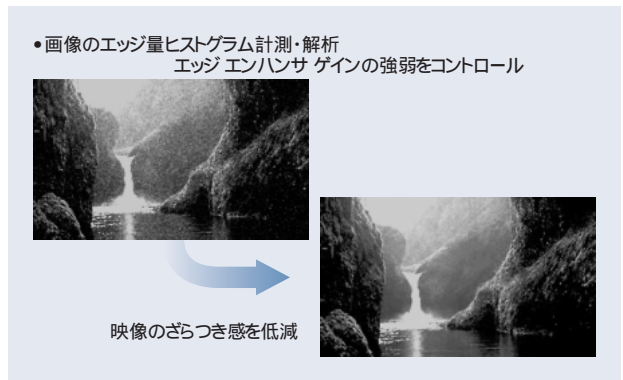 •画像のエッジ量ヒストグラム計測・解析
エッジ エンハンサ ゲインの強弱をコントロール
映像のざらつき感を低減